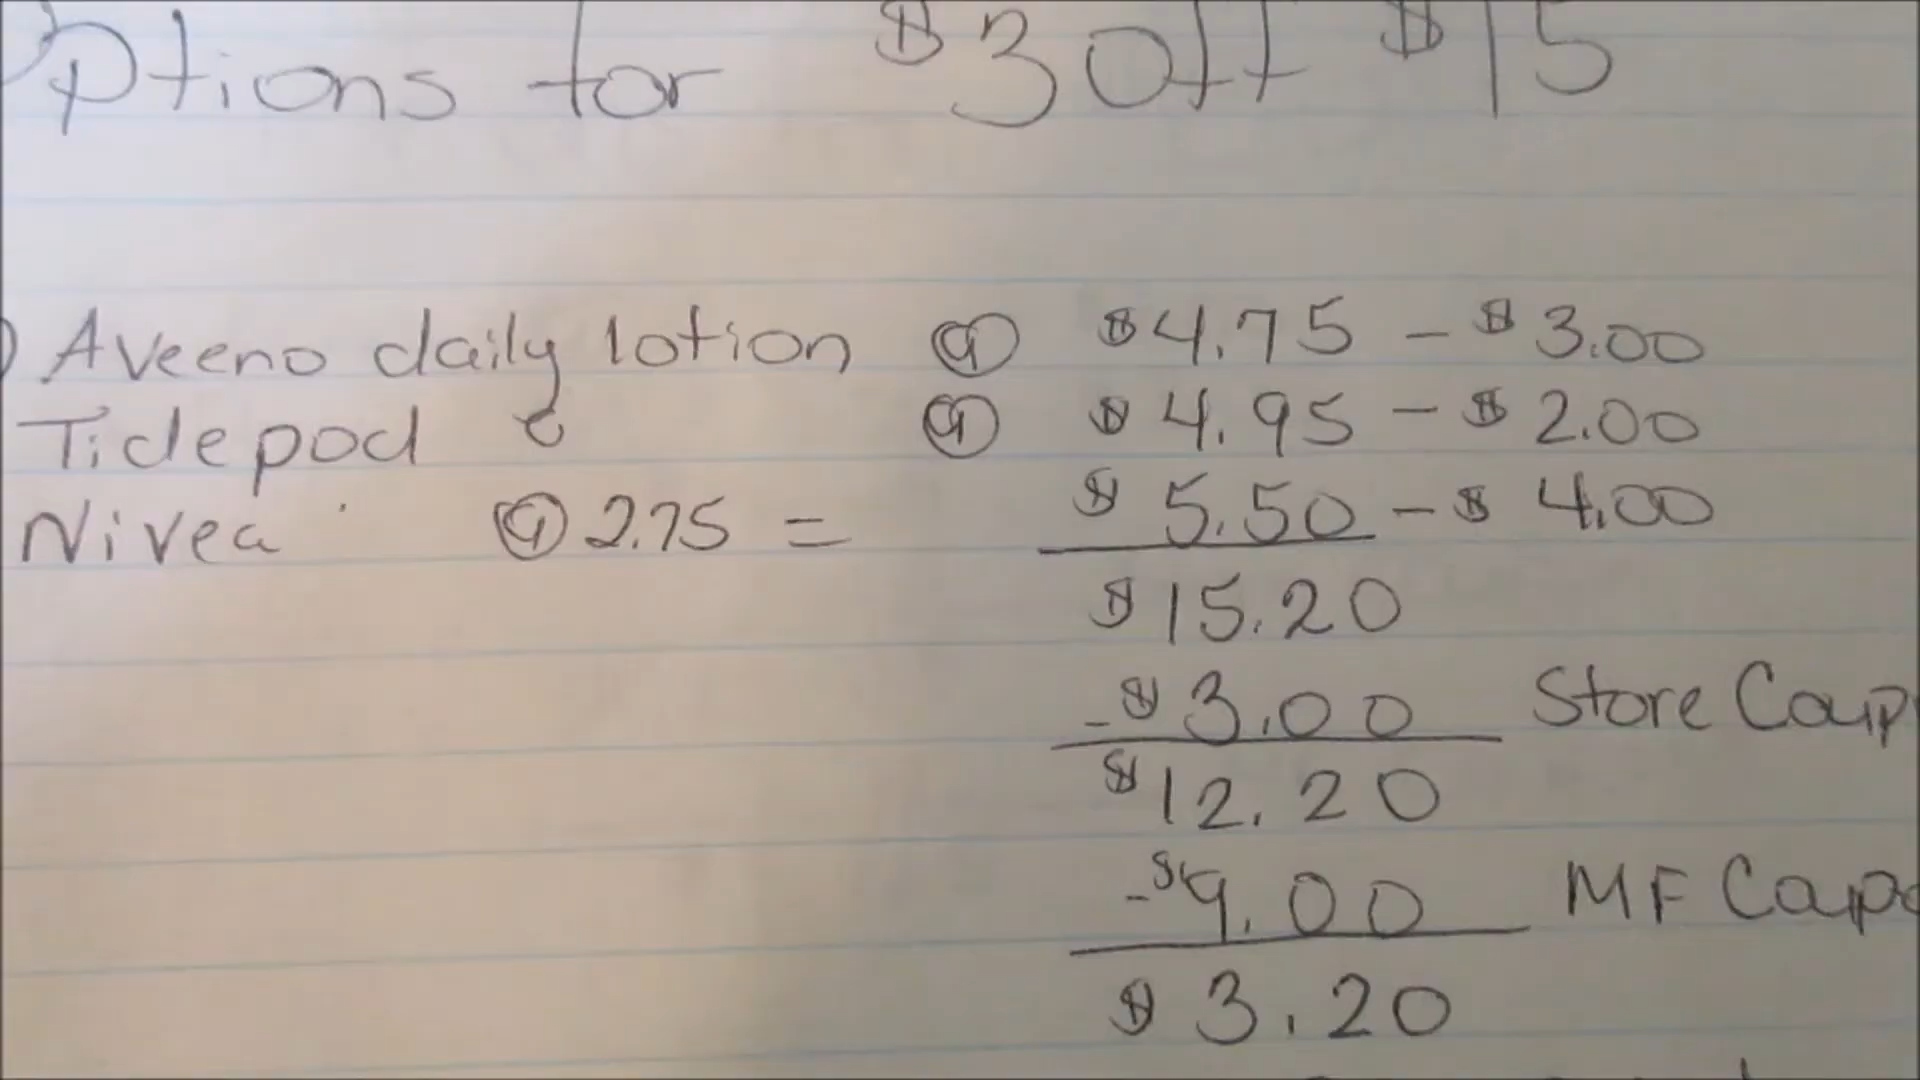 ptions for $3 off $15
Aveeno daily lotion @ $4.75 - $3.00
Tidepod @ $4.95 - $2.00
Nivea @ 2.75 = $5.50 - $4.00
$15.20
-$3.00 Store Coup
$12.20
-$9.00 MF Caup
$3.20